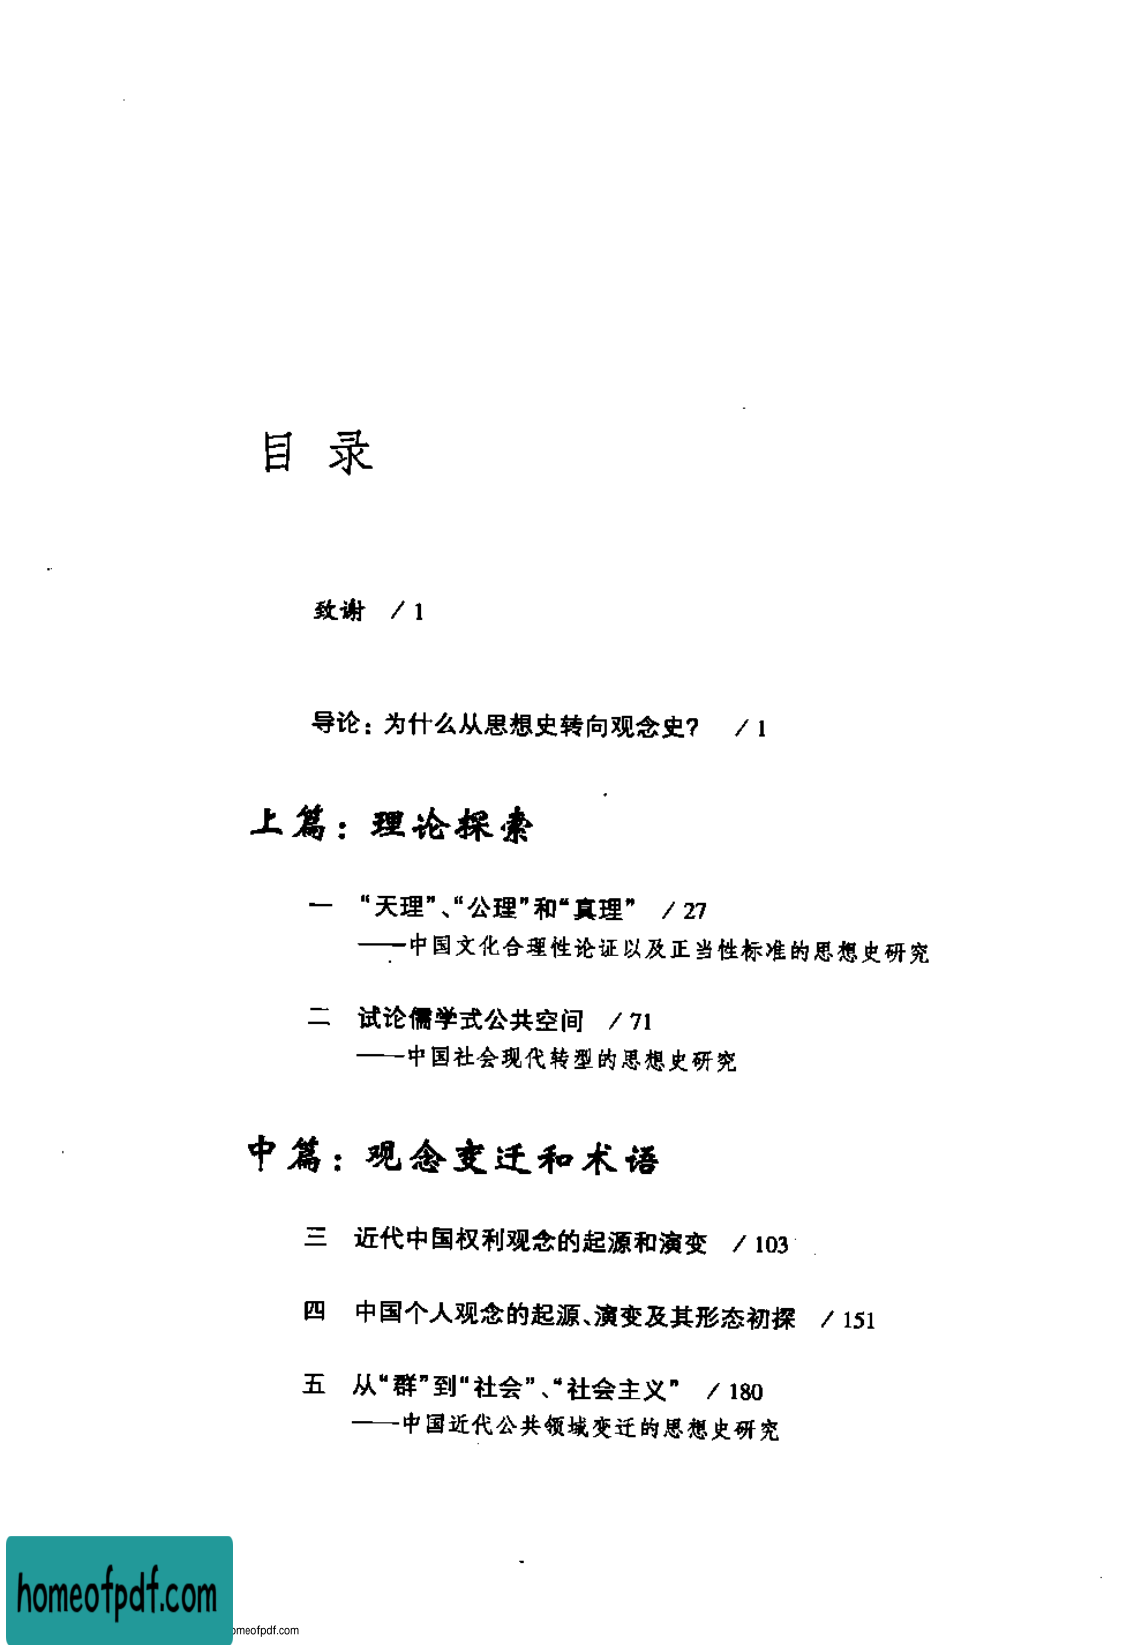 目 录
致谢 / 1
导论：为什么从思想史转向观念史？ / 1
上篇：理论探索
一 “天理”、“公理”和“真理” / 27
——中国文化合理性论证以及正当性标准的思想史研究
二 试论儒学式公共空间 / 71
——中国社会现代转型的思想史研究
中篇：观念变迁和术语
三 近代中国权利观念的起源和演变 / 103
四 中国个人观念的起源、演变及其形态初探 / 151
五 从“群”到“社会”、“社会主义” / 180
——中国近代公共领域变迁的思想史研究
homeofpdf.com
omeofpdf.com